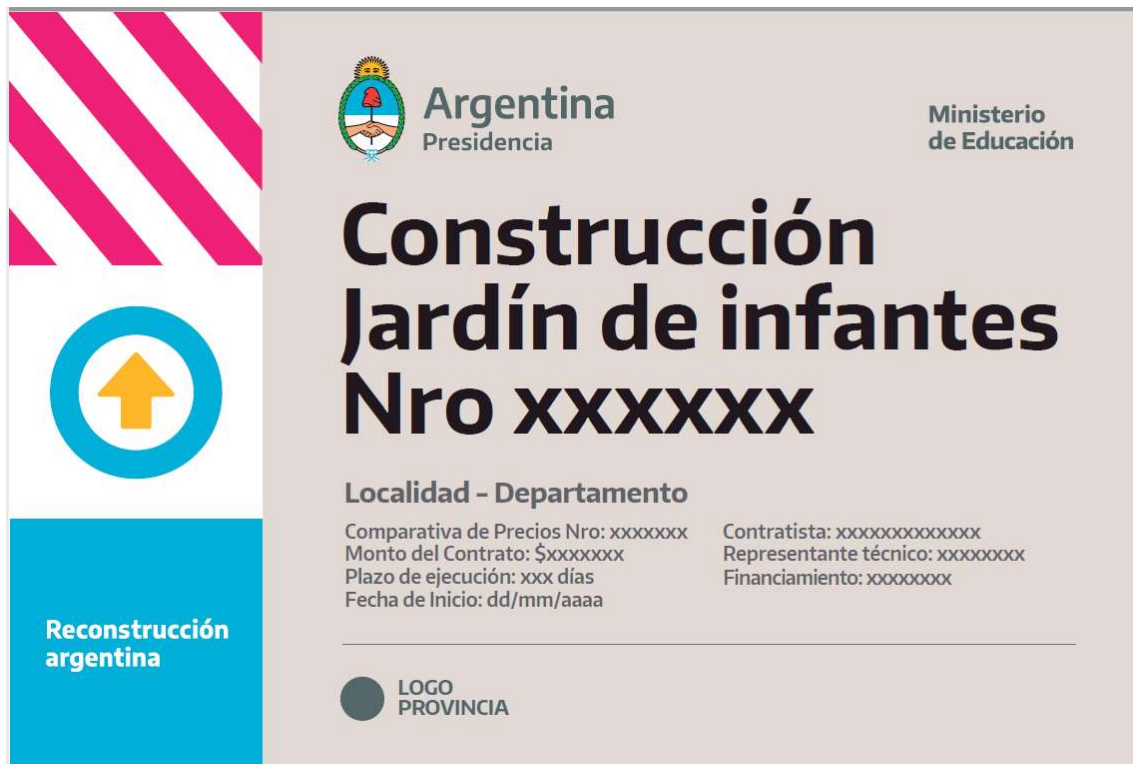 Argentina
Presidencia
Ministerio
de Educación
Construcción
Jardín de infantes
Nro xxxxxx
Localidad - Departamento
Comparativa de Precios Nro: xxxxxxx
Monto del Contrato: $xxxxxxx
Plazo de ejecución: xxx días
Fecha de Inicio: dd/mm/aaaa
Contratista: xxxxxxxxxxxxx
Representante técnico: xxxxxxxx
Financiamiento: xxxxxxxx
Reconstrucción
argentina
LOGO
PROVINCIA